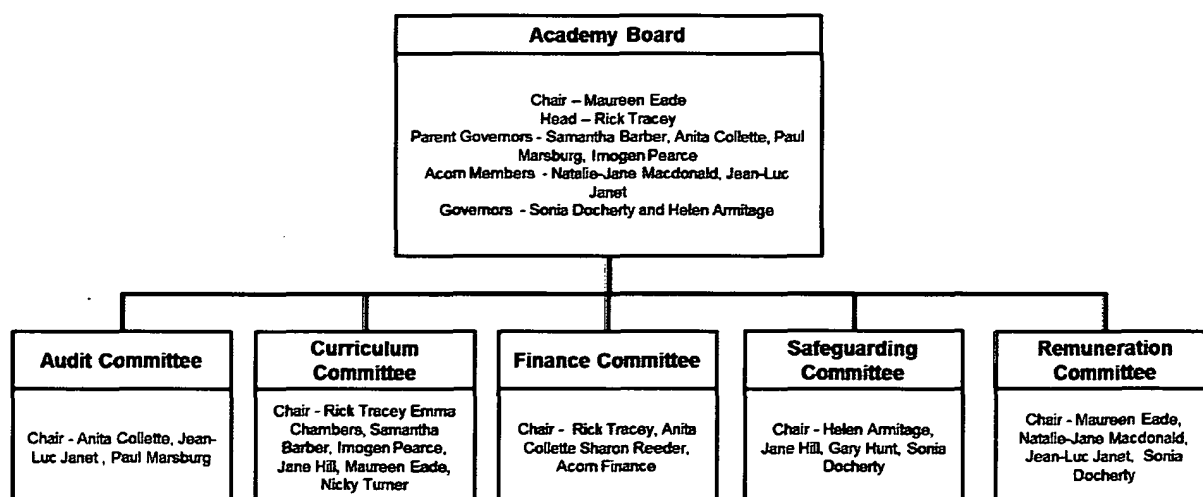 Academy Board
Chair – Maureen Eade
Head – Rick Tracey
Parent Governors - Samantha Barber, Anita Collette, Paul
Marsburg, Imogen Pearce
Acorn Members - Natalie-Jane Macdonald, Jean-Luc
Janet
Governors - Sonia Docherty and Helen Armitage
Audit Committee
Chair - Anita Collette, Jean-
Luc Janet , Paul Marsburg
Curriculum
Committee
Chair - Rick Tracey Emma
Chambers, Samantha
Barber, Imogen Pearce,
Jane Hill, Maureen Eade,
Nicky Turner
Finance Committee
Chair - Rick Tracey, Anita
Collette Sharon Reeder,
Acorn Finance
Safeguarding
Committee
Chair - Helen Armitage,
Jane Hill, Gary Hunt, Sonia
Docherty
Remuneration
Committee
Chair - Maureen Eade,
Natalie-Jane Macdonald,
Jean-Luc Janet, Sonia
Docherty